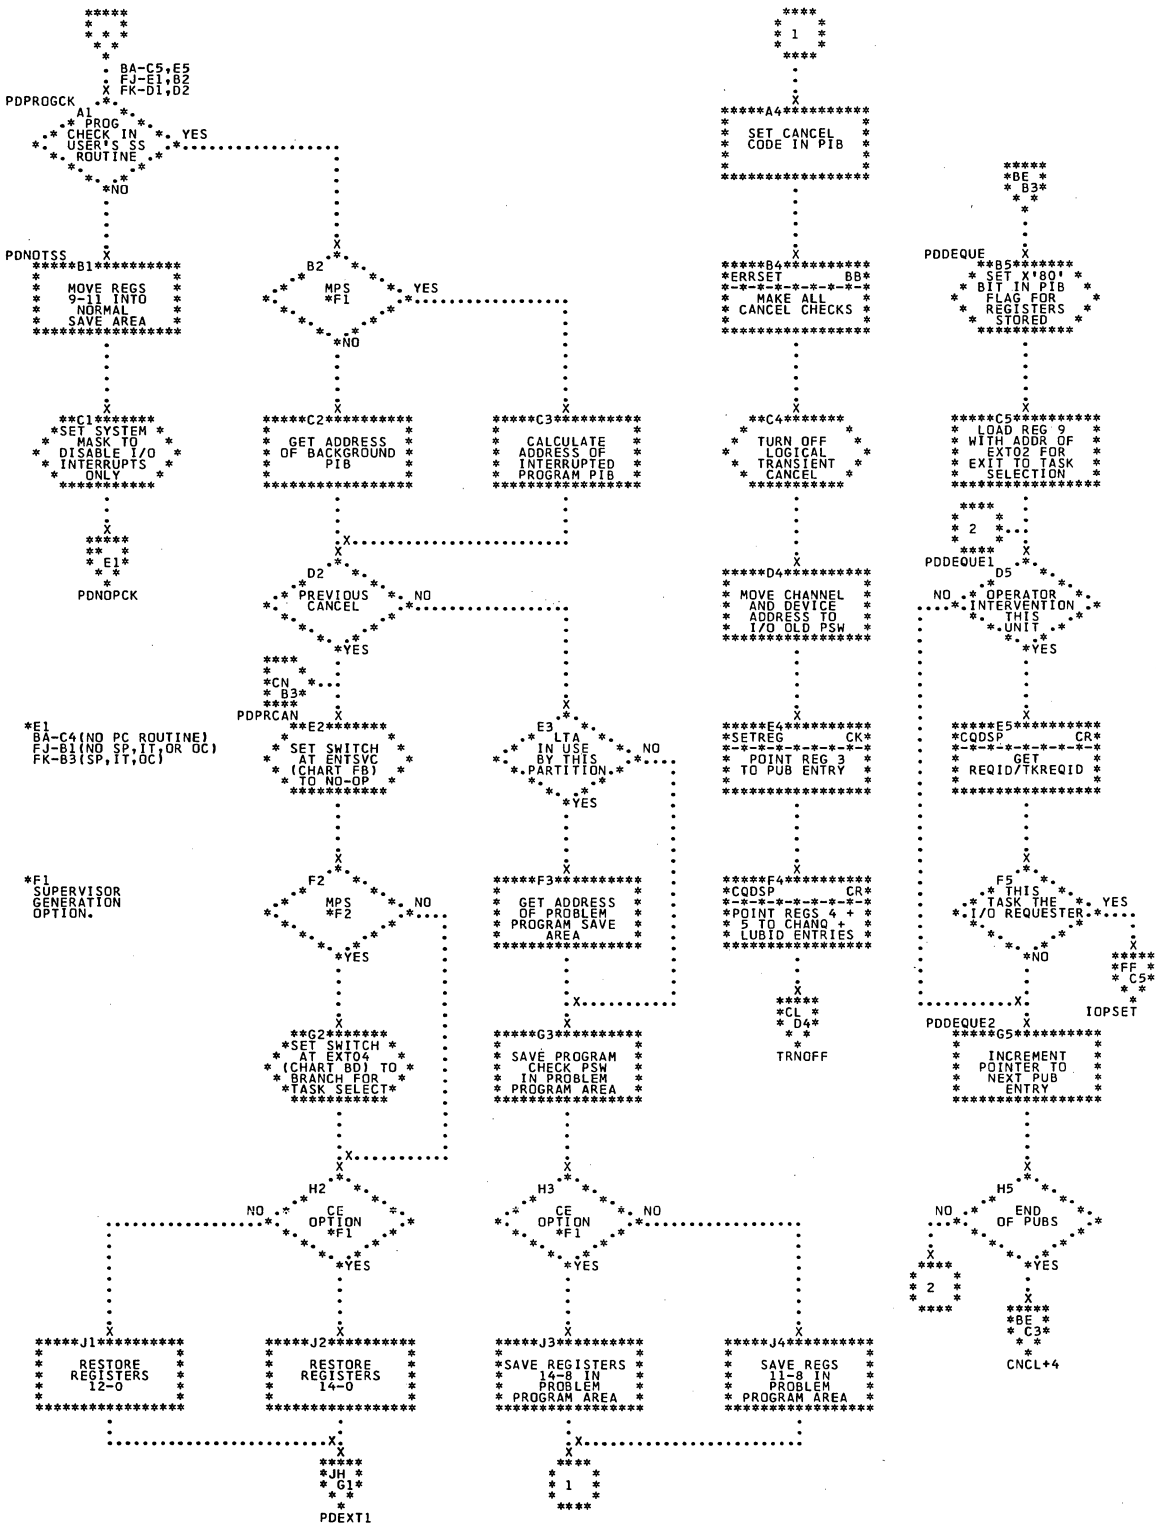 BA-C5,E5
FJ-E1,B2
FK-D1,D2
PDPROGCK
A1
PROG
CHECK IN
USER'S SS
ROUTINE
YES
NO
PDNOTSS
B1
MOVE REGS
9-11 INTO
NORMAL
SAVE AREA
C1
SET SYSTEM
MASK TO
DISABLE I/O
INTERRUPTS
ONLY
E1
PDNOPCK
*E1
BA-C4(NO PC ROUTINE)
FJ-B1(NO SP,IT,OR OC)
FK-B3(SP,IT,OC)
*F1
SUPERVISOR
GENERATION
OPTION.
B2
MPS
*F1
YES
NO
C2
GET ADDRESS
OF BACKGROUND
PIB
C3
CALCULATE
ADDRESS OF
INTERRUPTED
PROGRAM PIB
D2
PREVIOUS
CANCEL
NO
YES
CN
B3
PDPRCAN
E2
SET SWITCH
AT ENTSVC
(CHART FB)
TO NO-OP
F2
MPS
*F2
NO
YES
G2
SET SWITCH
AT EXT04
(CHART BD) TO
BRANCH FOR
TASK SELECT
H2
CE
OPTION
*F1
NO
YES
J1
RESTORE
REGISTERS
12-0
J2
RESTORE
REGISTERS
14-0
JH
G1
PDEXT1
E3
LTA
IN USE
BY THIS
PARTITION
NO
YES
F3
GET ADDRESS
OF PROBLEM
PROGRAM SAVE
AREA
G3
SAVE PROGRAM
CHECK PSW
IN PROBLEM
PROGRAM AREA
H3
CE
OPTION
*F1
NO
YES
J3
SAVE REGISTERS
14-8 IN
PROBLEM
PROGRAM AREA
J4
SAVE REGS
11-8 IN
PROBLEM
PROGRAM AREA
1
1
A4
SET CANCEL
CODE IN PIB
B4
ERRSET BB
MAKE ALL
CANCEL CHECKS
C4
TURN OFF
LOGICAL
TRANSIENT
CANCEL
D4
MOVE CHANNEL
AND DEVICE
ADDRESS TO
I/O OLD PSW
E4
SETREG CK
POINT REG 3
TO PUB ENTRY
F4
CQDSP CR
POINT REGS 4 +
5 TO CHANQ +
LUBID ENTRIES
CL
D4
TRNOFF
BE
B3
PDDEQUE
B5
SET X'80'
BIT IN PIB
FLAG FOR
REGISTERS
STORED
C5
LOAD REG 9
WITH ADDR OF
EXT02 FOR
EXIT TO TASK
SELECTION
2
PDDEQUE1
D5
OPERATOR
INTERVENTION
THIS
UNIT
NO
YES
E5
CQDSP CR
GET
REQID/TKREQID
F5
THIS
TASK THE
I/O REQUESTER
YES
NO
FF
C5
IOPSET
PDDEQUE2
G5
INCREMENT
POINTER TO
NEXT PUB
ENTRY
H5
END
OF PUBS
NO
YES
2
BE
C3
CNCL+4